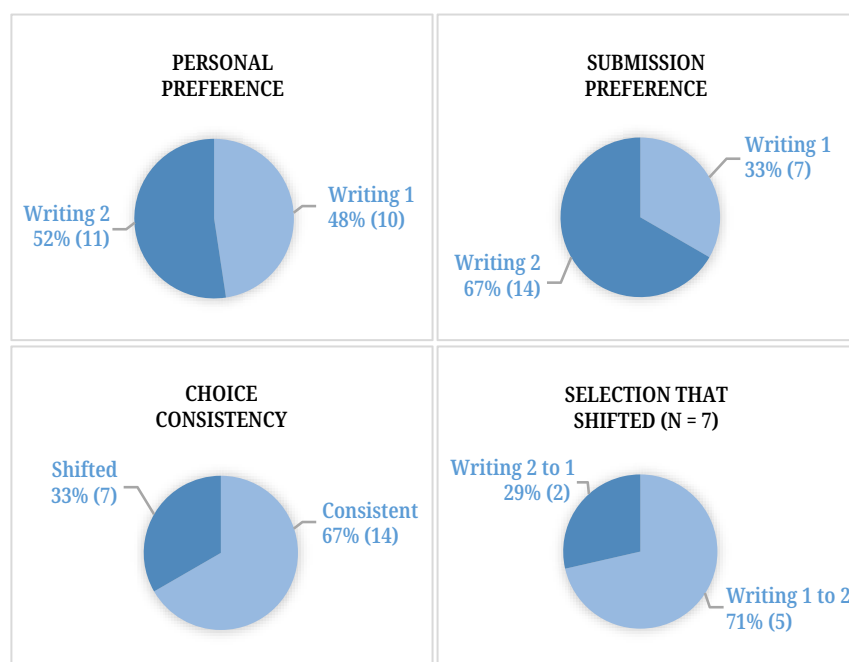 PERSONAL
PREFERENCE
Writing 1
48% (10)
Writing 2
52% (11)
SUBMISSION
PREFERENCE
Writing 1
33% (7)
Writing 2
67% (14)
CHOICE
CONSISTENCY
Shifted
33% (7)
Consistent
67% (14)
SELECTION THAT
SHIFTED (N = 7)
Writing 2 to 1
29% (2)
Writing 1 to 2
71% (5)